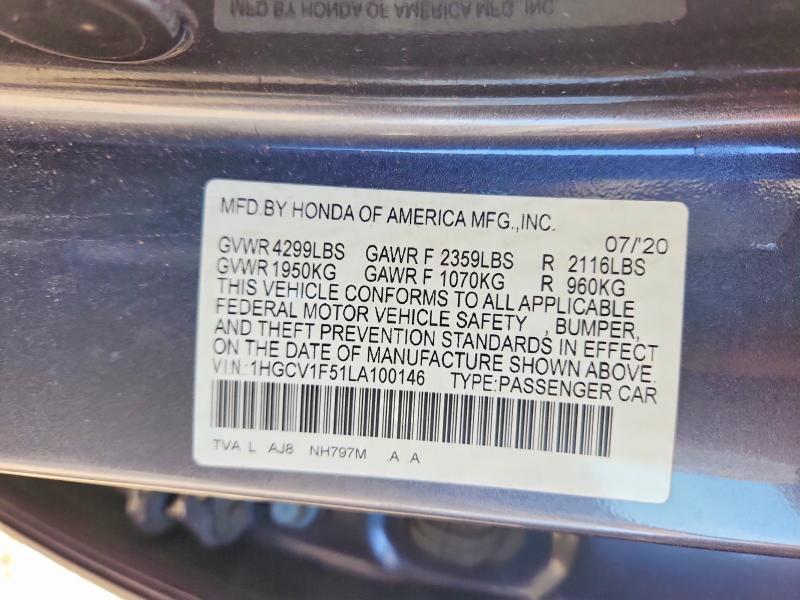 MFD BY HONDA OF AMERICA MFG., INC.
MFD.BY HONDA OF AMERICA MFG.,INC.
07/'20
GVWR 4299LBS GAWR F 2359LBS R 2116LBS
GVWR 1950KG GAWR F 1070KG R 960KG
THIS VEHICLE CONFORMS TO ALL APPLICABLE
FEDERAL MOTOR VEHICLE SAFETY , BUMPER,
AND THEFT PREVENTION STANDARDS IN EFFECT
ON THE DATE OF MANUFACTURE SHOWN ABOVE.
V I N:1HGCV1F51LA100146 TYPE:PASSENGER CAR
TVA L AJ8 NH797M .A .A